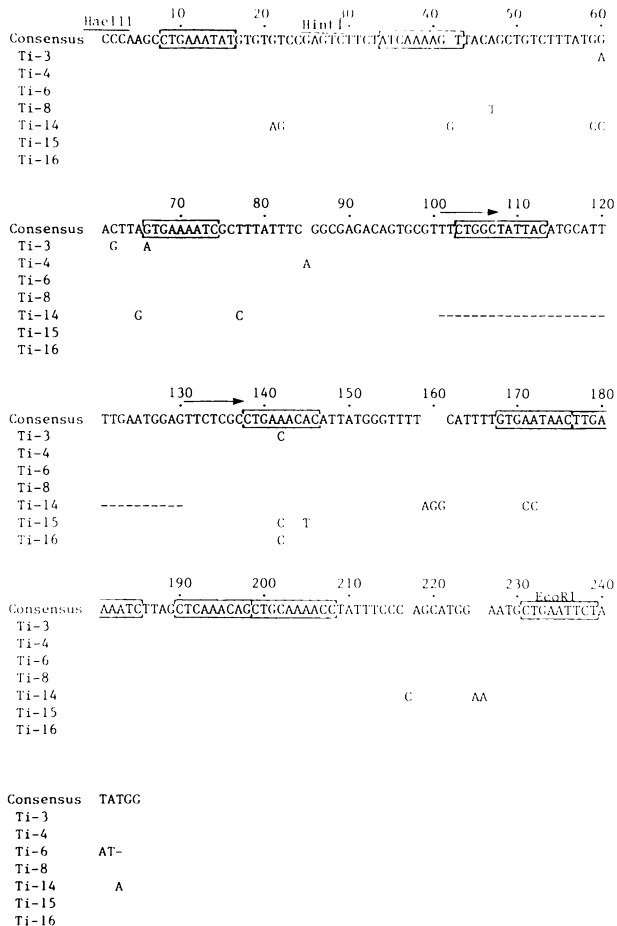 HaeIII HintI
10 20 30 40 50 60
Consensus CCCAAGCCTGAAATATGTGTGTCCGAGTCTTCTATCAAAAG TTACAGCTGTCTTTATGG
Ti-3 A
Ti-4
Ti-6
Ti-8 T
Ti-14 AG G CC
Ti-15
Ti-16
70 80 90 100 110 120
Consensus ACTTAGTGAAAATCGCTTTATTTC GGCGAGACAGTGCGTTTCTGGCTATTACATGCATT
Ti-3 G A
Ti-4 A
Ti-6
Ti-8
Ti-14 G C --------------------
Ti-15
Ti-16
130 140 150 160 170 180
Consensus TTGAATGGAGTTCTCGCCTGAAACACATTATGGGTTTT CATTTTGTGAATAACTTGA
Ti-3 C
Ti-4
Ti-6
Ti-8
Ti-14 ---------- AGG CC
Ti-15 C T
Ti-16 C
190 200 210 220 230 240
EcoR1
Consensus AAATCTTAGCTCAAACAGCTGCAAAACCTATTTCCC AGCATGG AATGCTGAATTCTA
Ti-3
Ti-4
Ti-6
Ti-8
Ti-14 C AA
Ti-15
Ti-16
Consensus TATGG
Ti-3
Ti-4
Ti-6 AT-
Ti-8
Ti-14 A
Ti-15
Ti-16